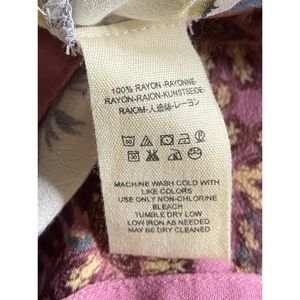 100% RAYON-RAYONNE-
RAYÓN-RAION-KUNSTSEIDE-
RAIOM-人造絲-レーヨン
MACHINE WASH COLD WITH
LIKE COLORS
USE ONLY NON-CHLORINE
BLEACH
TUMBLE DRY LOW
LOW IRON AS NEEDED
MAY BE DRY CLEANED